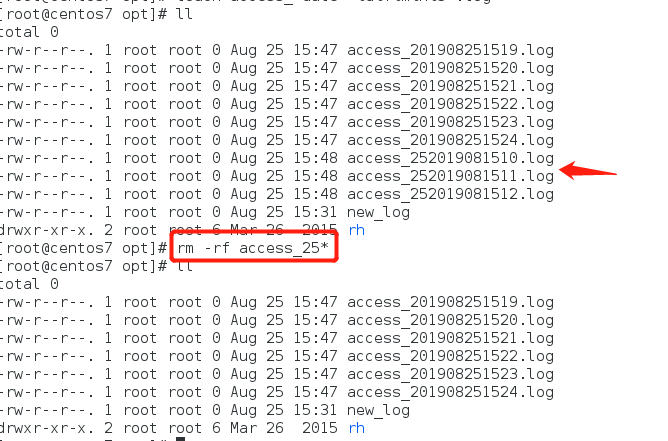 [root@centos7 opt]# ll
total 0
-rw-r--r--. 1 root root 0 Aug 25 15:47 access_201908251519.log
-rw-r--r--. 1 root root 0 Aug 25 15:47 access_201908251520.log
-rw-r--r--. 1 root root 0 Aug 25 15:47 access_201908251521.log
-rw-r--r--. 1 root root 0 Aug 25 15:47 access_201908251522.log
-rw-r--r--. 1 root root 0 Aug 25 15:47 access_201908251523.log
-rw-r--r--. 1 root root 0 Aug 25 15:47 access_201908251524.log
-rw-r--r--. 1 root root 0 Aug 25 15:48 access_252019081510.log
-rw-r--r--. 1 root root 0 Aug 25 15:48 access_252019081511.log
-rw-r--r--. 1 root root 0 Aug 25 15:48 access_252019081512.log
-rw-r--r--. 1 root root 0 Aug 25 15:31 new_log
drwxr-xr-x. 2 root root 6 Mar 26  2015 rh
[root@centos7 opt]# rm -rf access_25*
[root@centos7 opt]# ll
total 0
-rw-r--r--. 1 root root 0 Aug 25 15:47 access_201908251519.log
-rw-r--r--. 1 root root 0 Aug 25 15:47 access_201908251520.log
-rw-r--r--. 1 root root 0 Aug 25 15:47 access_201908251521.log
-rw-r--r--. 1 root root 0 Aug 25 15:47 access_201908251522.log
-rw-r--r--. 1 root root 0 Aug 25 15:47 access_201908251523.log
-rw-r--r--. 1 root root 0 Aug 25 15:47 access_201908251524.log
-rw-r--r--. 1 root root 0 Aug 25 15:31 new_log
drwxr-xr-x. 2 root root 6 Mar 26  2015 rh